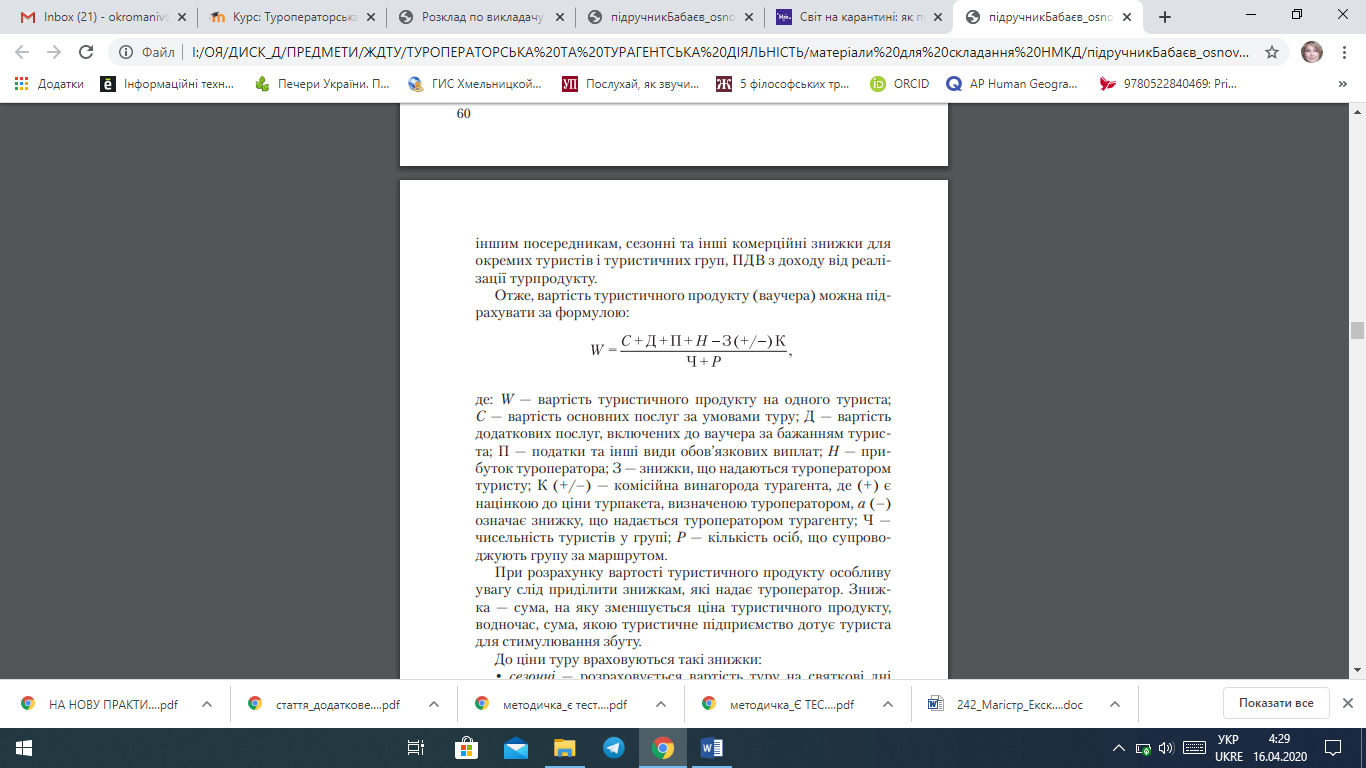 Inbox (21) - okromaniv
Курс: Туроператорська
Розклад по викладачу
підручникБабаєв_osno
Світ на карантині: як п
підручникБабаєв_osno
Файл | I:/ОЯ/ДИСК_Д/ПРЕДМЕТИ/ЖДТУ/ТУРОПЕРАТОРСЬКА%20ТА%20ТУРАГЕНТСЬКА%20ДІЯЛЬНІСТЬ/матеріали%20для%20складання%20НМКД/підручникБабаєв_osnov...
Додатки
Інформаційні техн...
Печери України. П...
ГИС Хмельницкой...
УП Послухай, як звучи...
Ж 5 філософських тр...
iD ORCID
Q AP Human Geogra...
9780522840469: Pri...
»
60
іншим посередникам, сезонні та інші комерційні знижки для
окремих туристів і туристичних груп, ПДВ з доходу від реалі-
зації турпродукту.
Отже, вартість туристичного продукту (ваучера) можна під-
рахувати за формулою:
W = С + Д + П + Н – З (+/–) К
Ч + Р ,
де: W — вартість туристичного продукту на одного туриста;
С — вартість основних послуг за умовами туру; Д — вартість
додаткових послуг, включених до ваучера за бажанням турис-
та; П — податки та інші види обов’язкових виплат; Н — при-
буток туроператора; З — знижки, що надаються туроператором
туристу; К (+/–) — комісійна винагорода турагента, де (+) є
націнкою до ціни турпакета, визначеною туроператором, а (–)
означає знижку, що надається туроператором турагенту; Ч —
чисельність туристів у групі; Р — кількість осіб, що супрово-
джують групу за маршрутом.
При розрахунку вартості туристичного продукту особливу
увагу слід приділити знижкам, які надає туроператор. Зниж-
ка — сума, на яку зменшується ціна туристичного продукту,
водночас, сума, якою туристичне підприємство дотує туриста
для стимулювання збуту.
До ціни туру враховуються такі знижки:
• сезонні — розраховується вартість туру на святкові дні
НА НОВУ ПРАКТИ....pdf
стаття_додаткове....pdf
методичка_є тест....pdf
методичка_Є ТЕС....pdf
242_Магістр_Екск....doc
Показати все
УКР
UKRE
4:29
16.04.2020